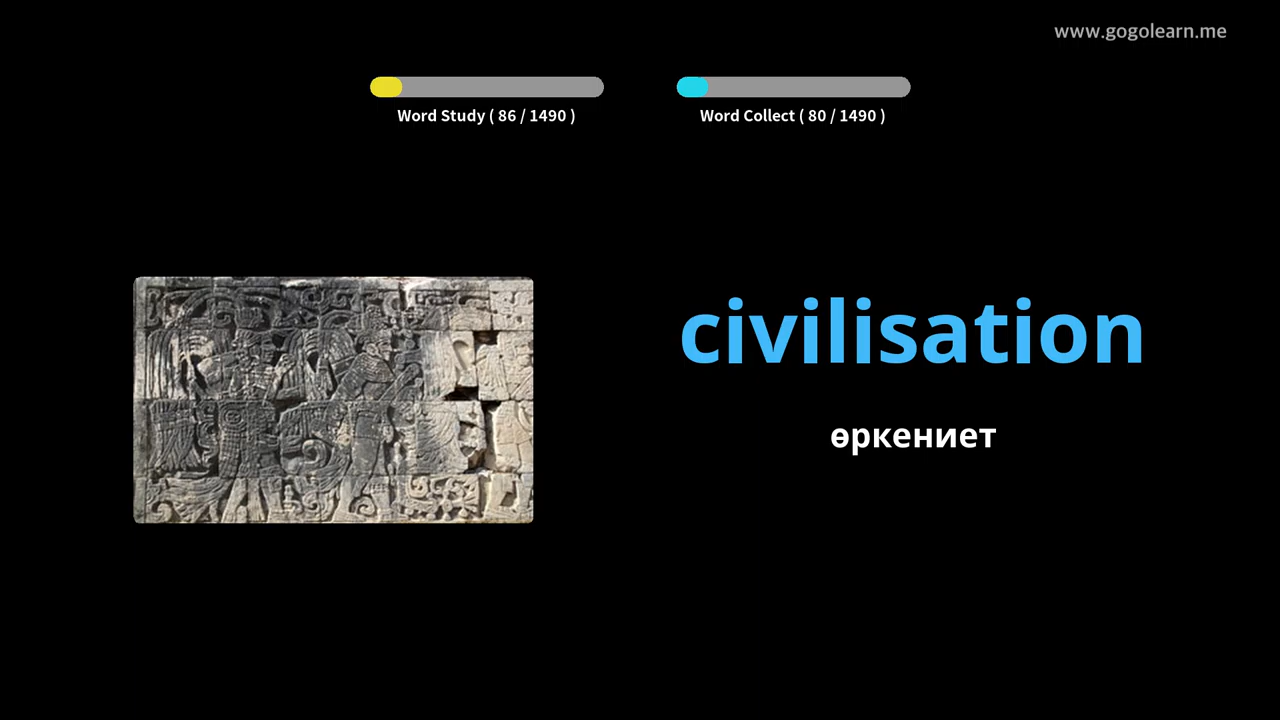 www.gogolearn.me
Word Study ( 86 / 1490 )
Word Collect ( 80 / 1490 )
civilisation
өркениет